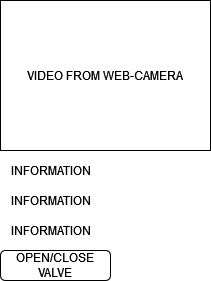 VIDEO FROM WEB-CAMERA
INFORMATION
INFORMATION
INFORMATION
OPEN/CLOSE
VALVE